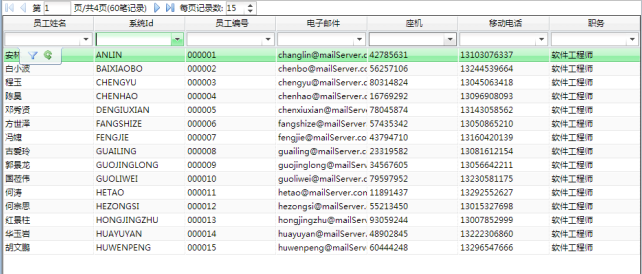 第 1 页/共4页(60笔记录) 每页记录数: 15
员工姓名 系统Id 员工编号 电子邮件 座机 移动电话 职务
ANLIN 000001 changlin@mailServer.c 42785631 13103076337 软件工程师
白小波 BAIXIAOBO 000002 chenbo@mailServer.co 56257106 13244539664 软件工程师
程玉 CHENGYU 000003 chengyu@mailServer.c 80314824 13045063418 软件工程师
陈昊 CHENHAO 000004 chenhao@mailServer.c 16769292 13096908093 软件工程师
邓秀贤 DENGIUXIAN 000005 chenxiuxian@mailServ 78045874 13143058562 软件工程师
方世泽 FANGSHIZE 000006 fangshize@mailServer. 57435342 13050865210 软件工程师
冯婕 FENGJIE 000007 fengjie@mailServer.com 43794710 13160420139 软件工程师
古爱玲 GUAILING 000008 guailing@mailServer.co 23319582 13081612154 软件工程师
郭景龙 GUOJINGLONG 000009 guojinglong@mailServe 34567605 13056642211 软件工程师
国莅伟 GUOLIWEI 000010 guoliwei@mailServer.c 79597952 13230581175 软件工程师
何涛 HETAO 000011 hetao@mailServer.com 11891437 13292552627 软件工程师
何宗思 HEZONGSI 000012 hezongsi@mailServer.c 55213450 13015327698 软件工程师
红景柱 HONGJINGZHU 000013 hongjingzhu@mailServ 93059244 13007852999 软件工程师
华玉岩 HUAYUYAN 000014 huayuyan@mailServer. 48902845 13222306860 软件工程师
胡文鹏 HUWENPENG 000015 huwenpeng@mailServ 60444248 13296547666 软件工程师